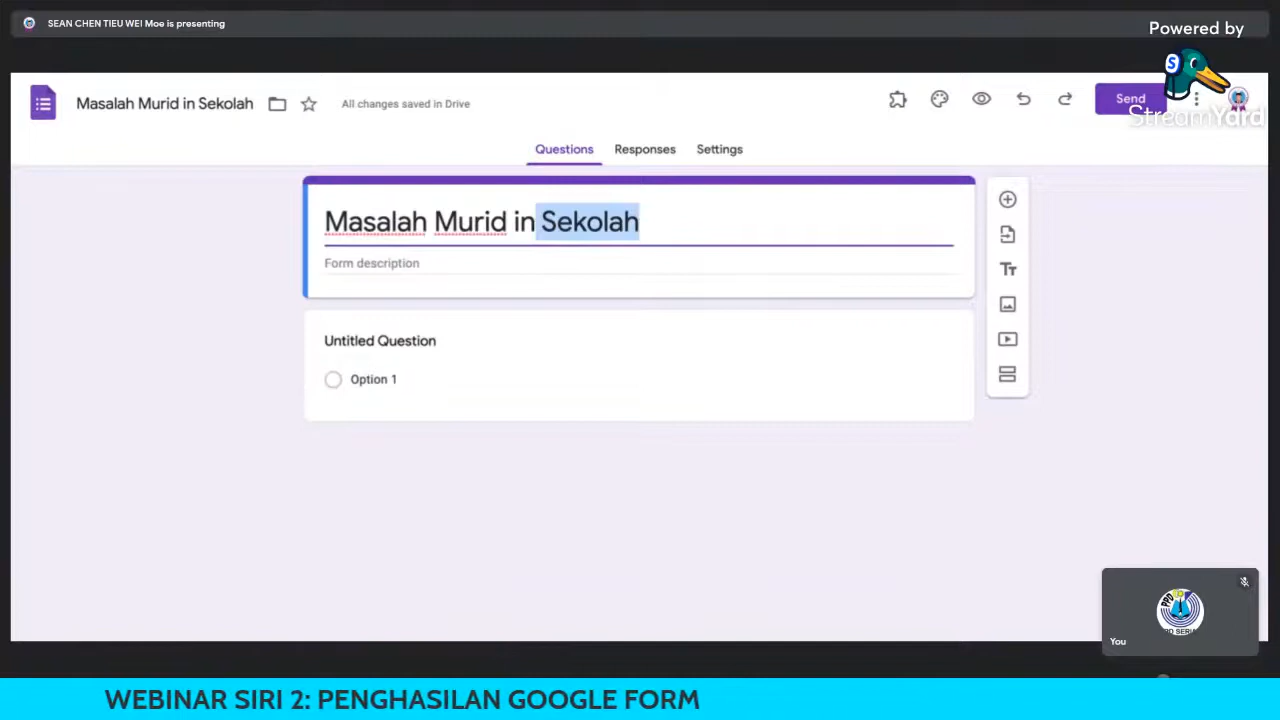 SEAN CHEN TIEU WEI Moe is presenting
Powered by
StreamYard
Masalah Murid in Sekolah
All changes saved in Drive
Send
Questions
Responses
Settings
Masalah Murid in Sekolah
Form description
Untitled Question
Option 1
PPD
You
WEBINAR SIRI 2: PENGHASILAN GOOGLE FORM